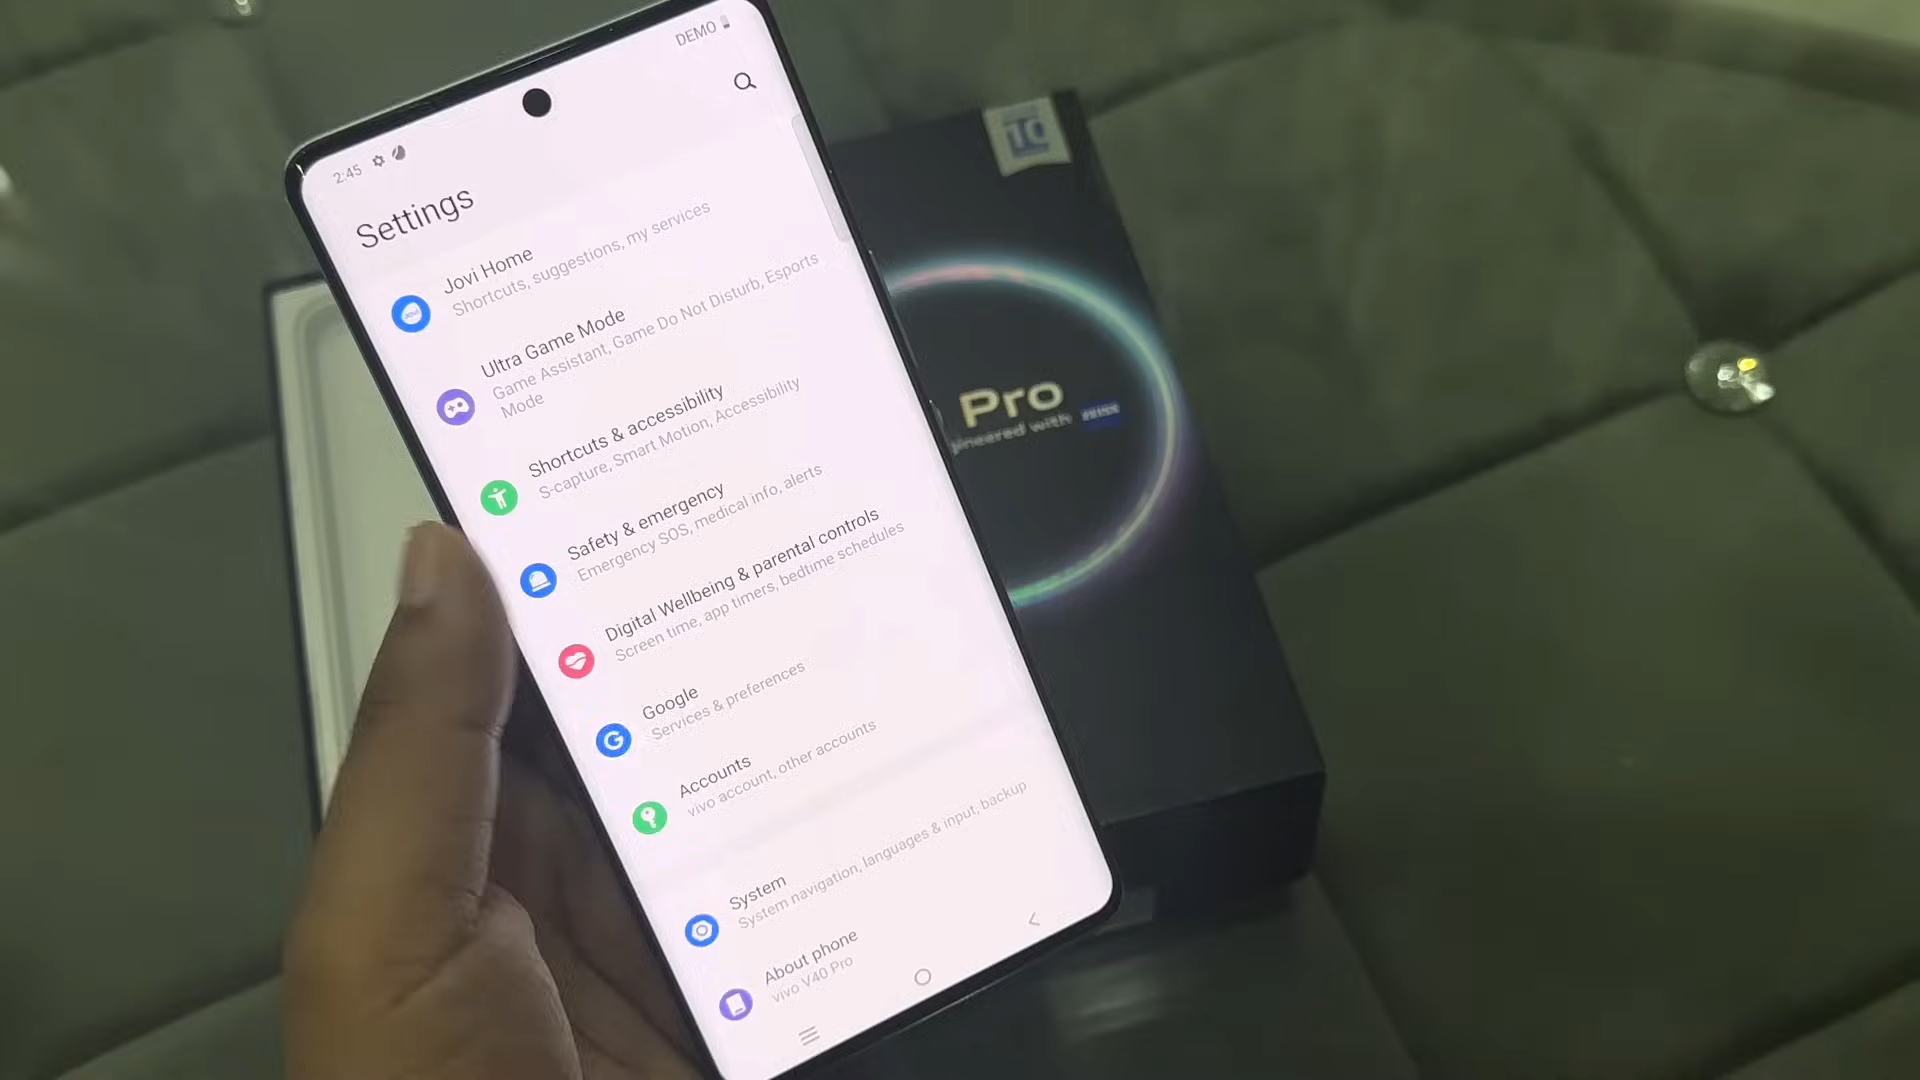 DEMO
2:45
Settings
Jovi Home
Shortcuts, suggestions, my services
Ultra Game Mode
Game Assistant, Game Do Not Disturb, Esports
Mode
Shortcuts & accessibility
S-capture, Smart Motion, Accessibility
Safety & emergency
Emergency SOS, medical info, alerts
Digital Wellbeing & parental controls
Screen time, app timers, bedtime schedules
Google
Services & preferences
Accounts
vivo account, other accounts
System
System navigation, languages & input, backup
About phone
vivo V40 Pro
Pro
gineered with ZEISS